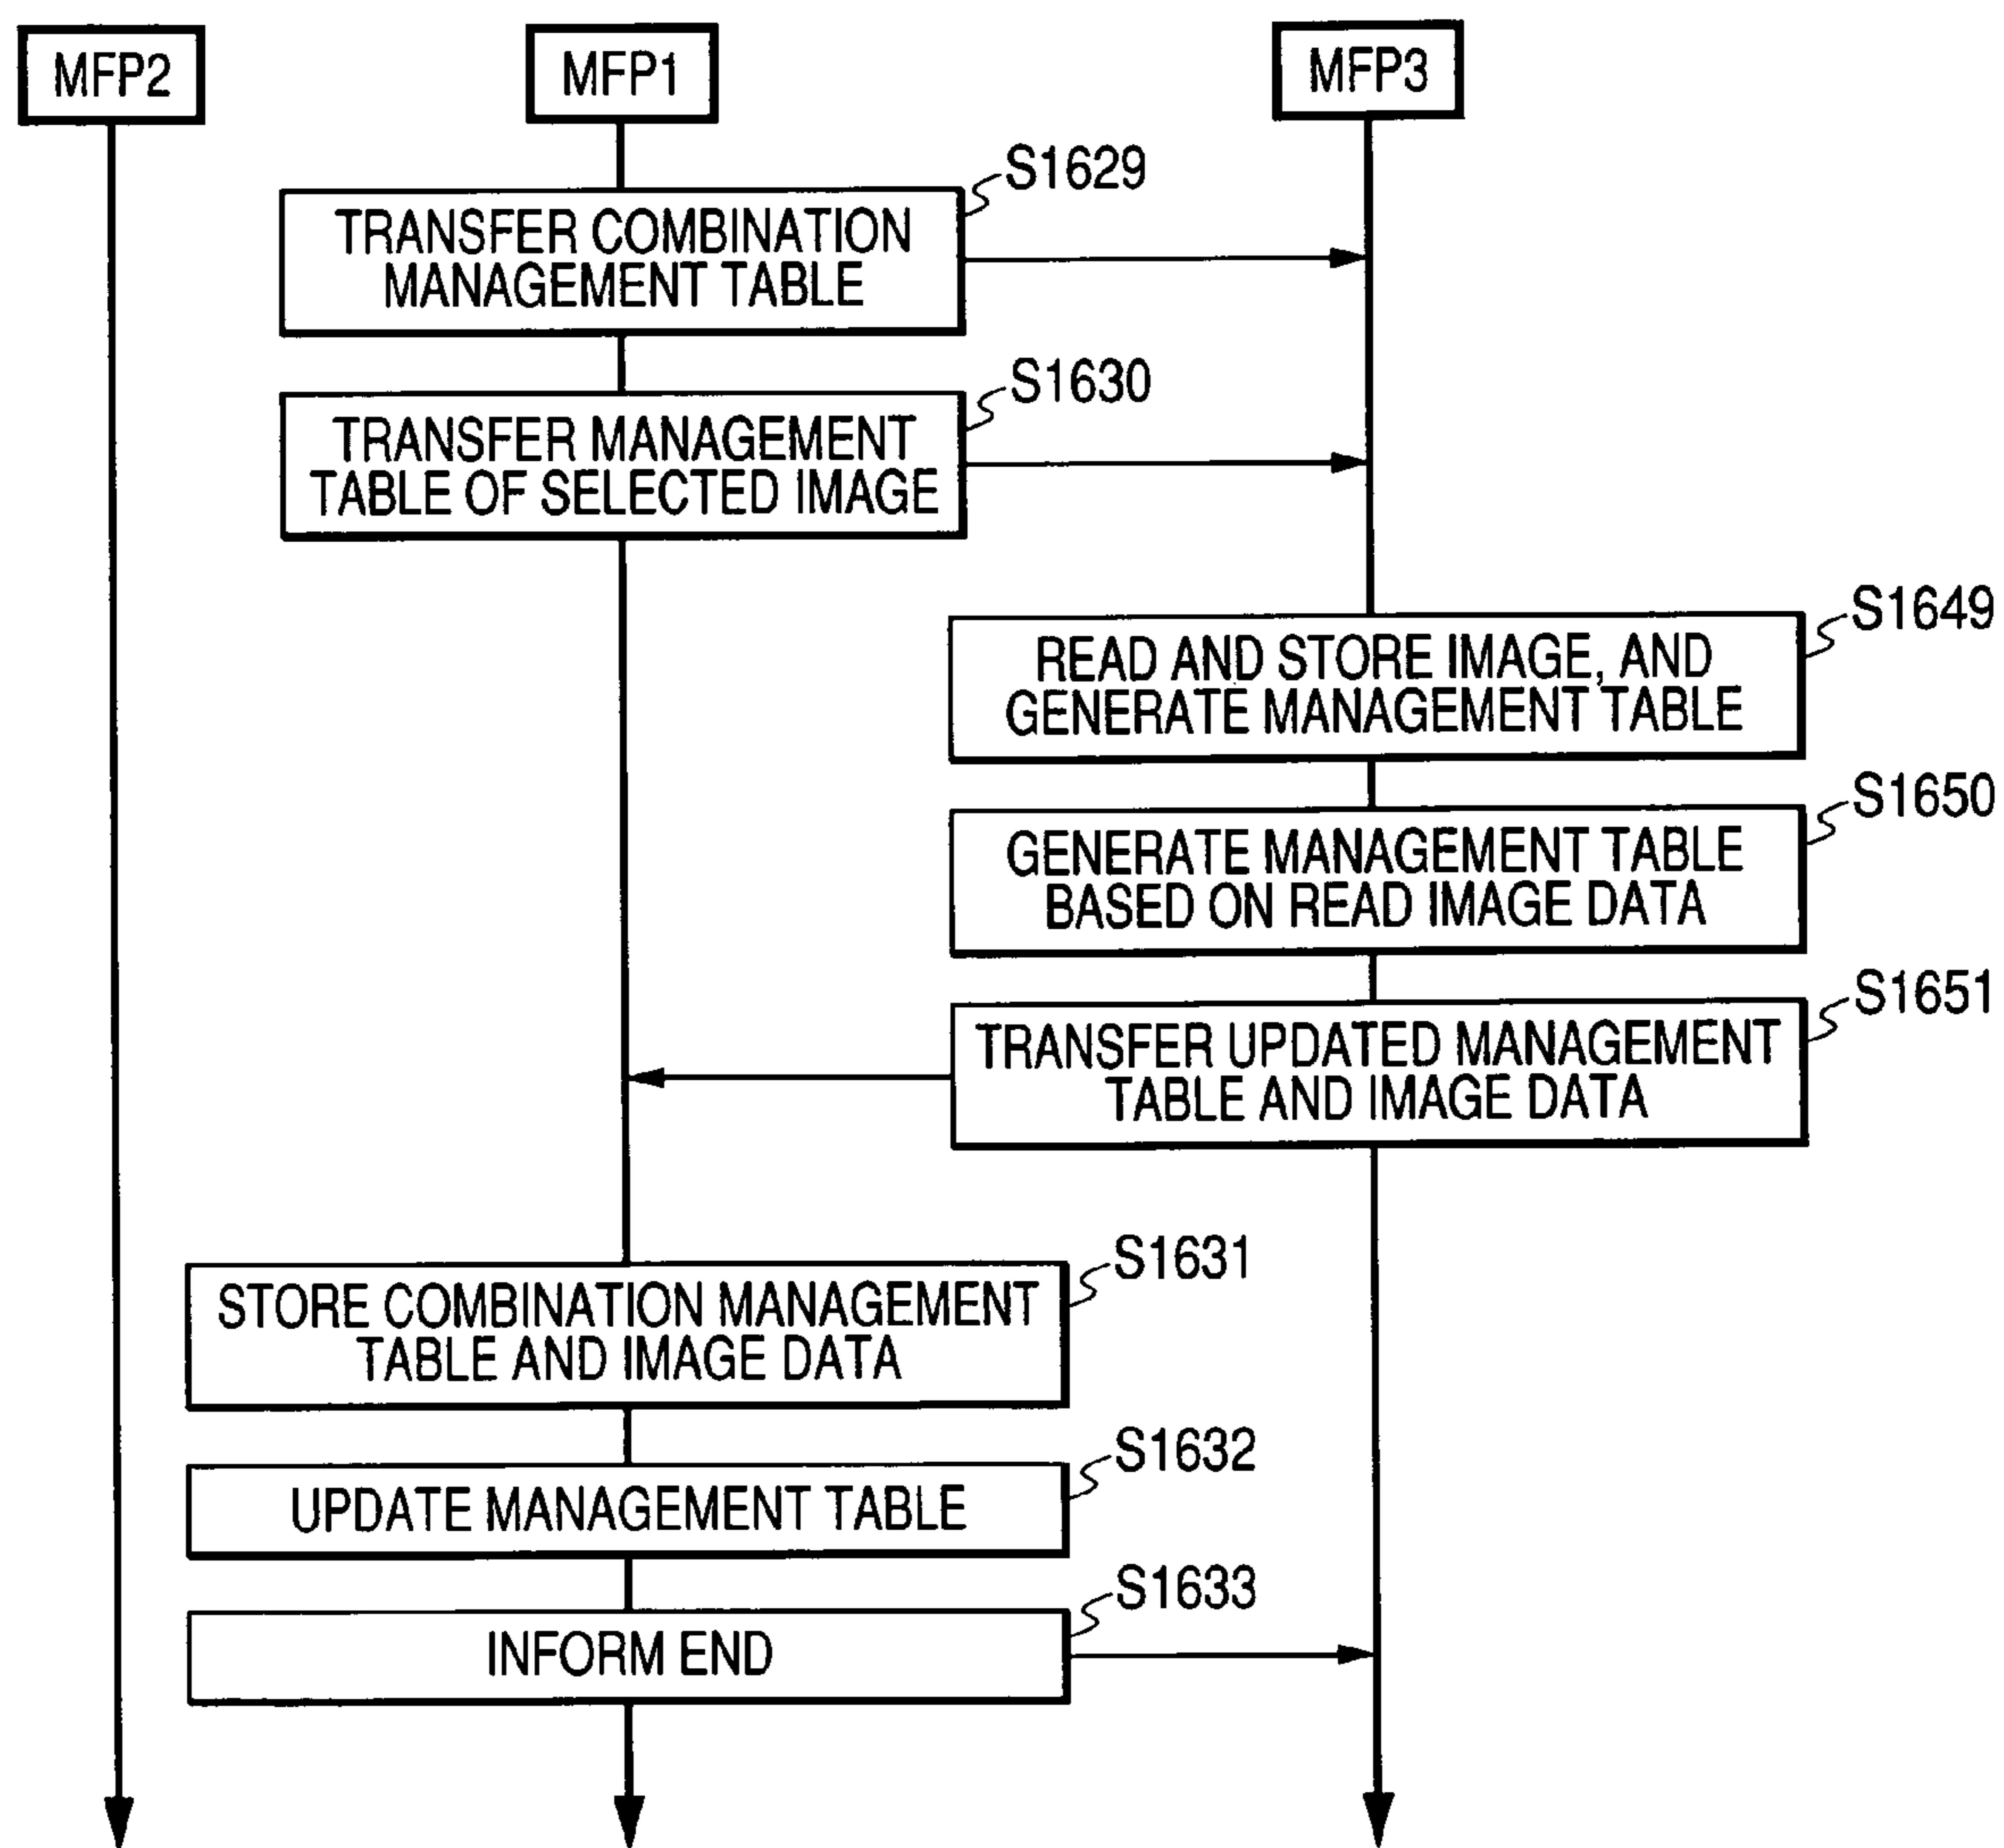 MFP2
MFP1
MFP3
S1629
TRANSFER COMBINATION
MANAGEMENT TABLE
S1630
TRANSFER MANAGEMENT
TABLE OF SELECTED IMAGE
S1649
READ AND STORE IMAGE, AND
GENERATE MANAGEMENT TABLE
S1650
GENERATE MANAGEMENT TABLE
BASED ON READ IMAGE DATA
S1651
TRANSFER UPDATED MANAGEMENT
TABLE AND IMAGE DATA
S1631
STORE COMBINATION MANAGEMENT
TABLE AND IMAGE DATA
S1632
UPDATE MANAGEMENT TABLE
S1633
INFORM END